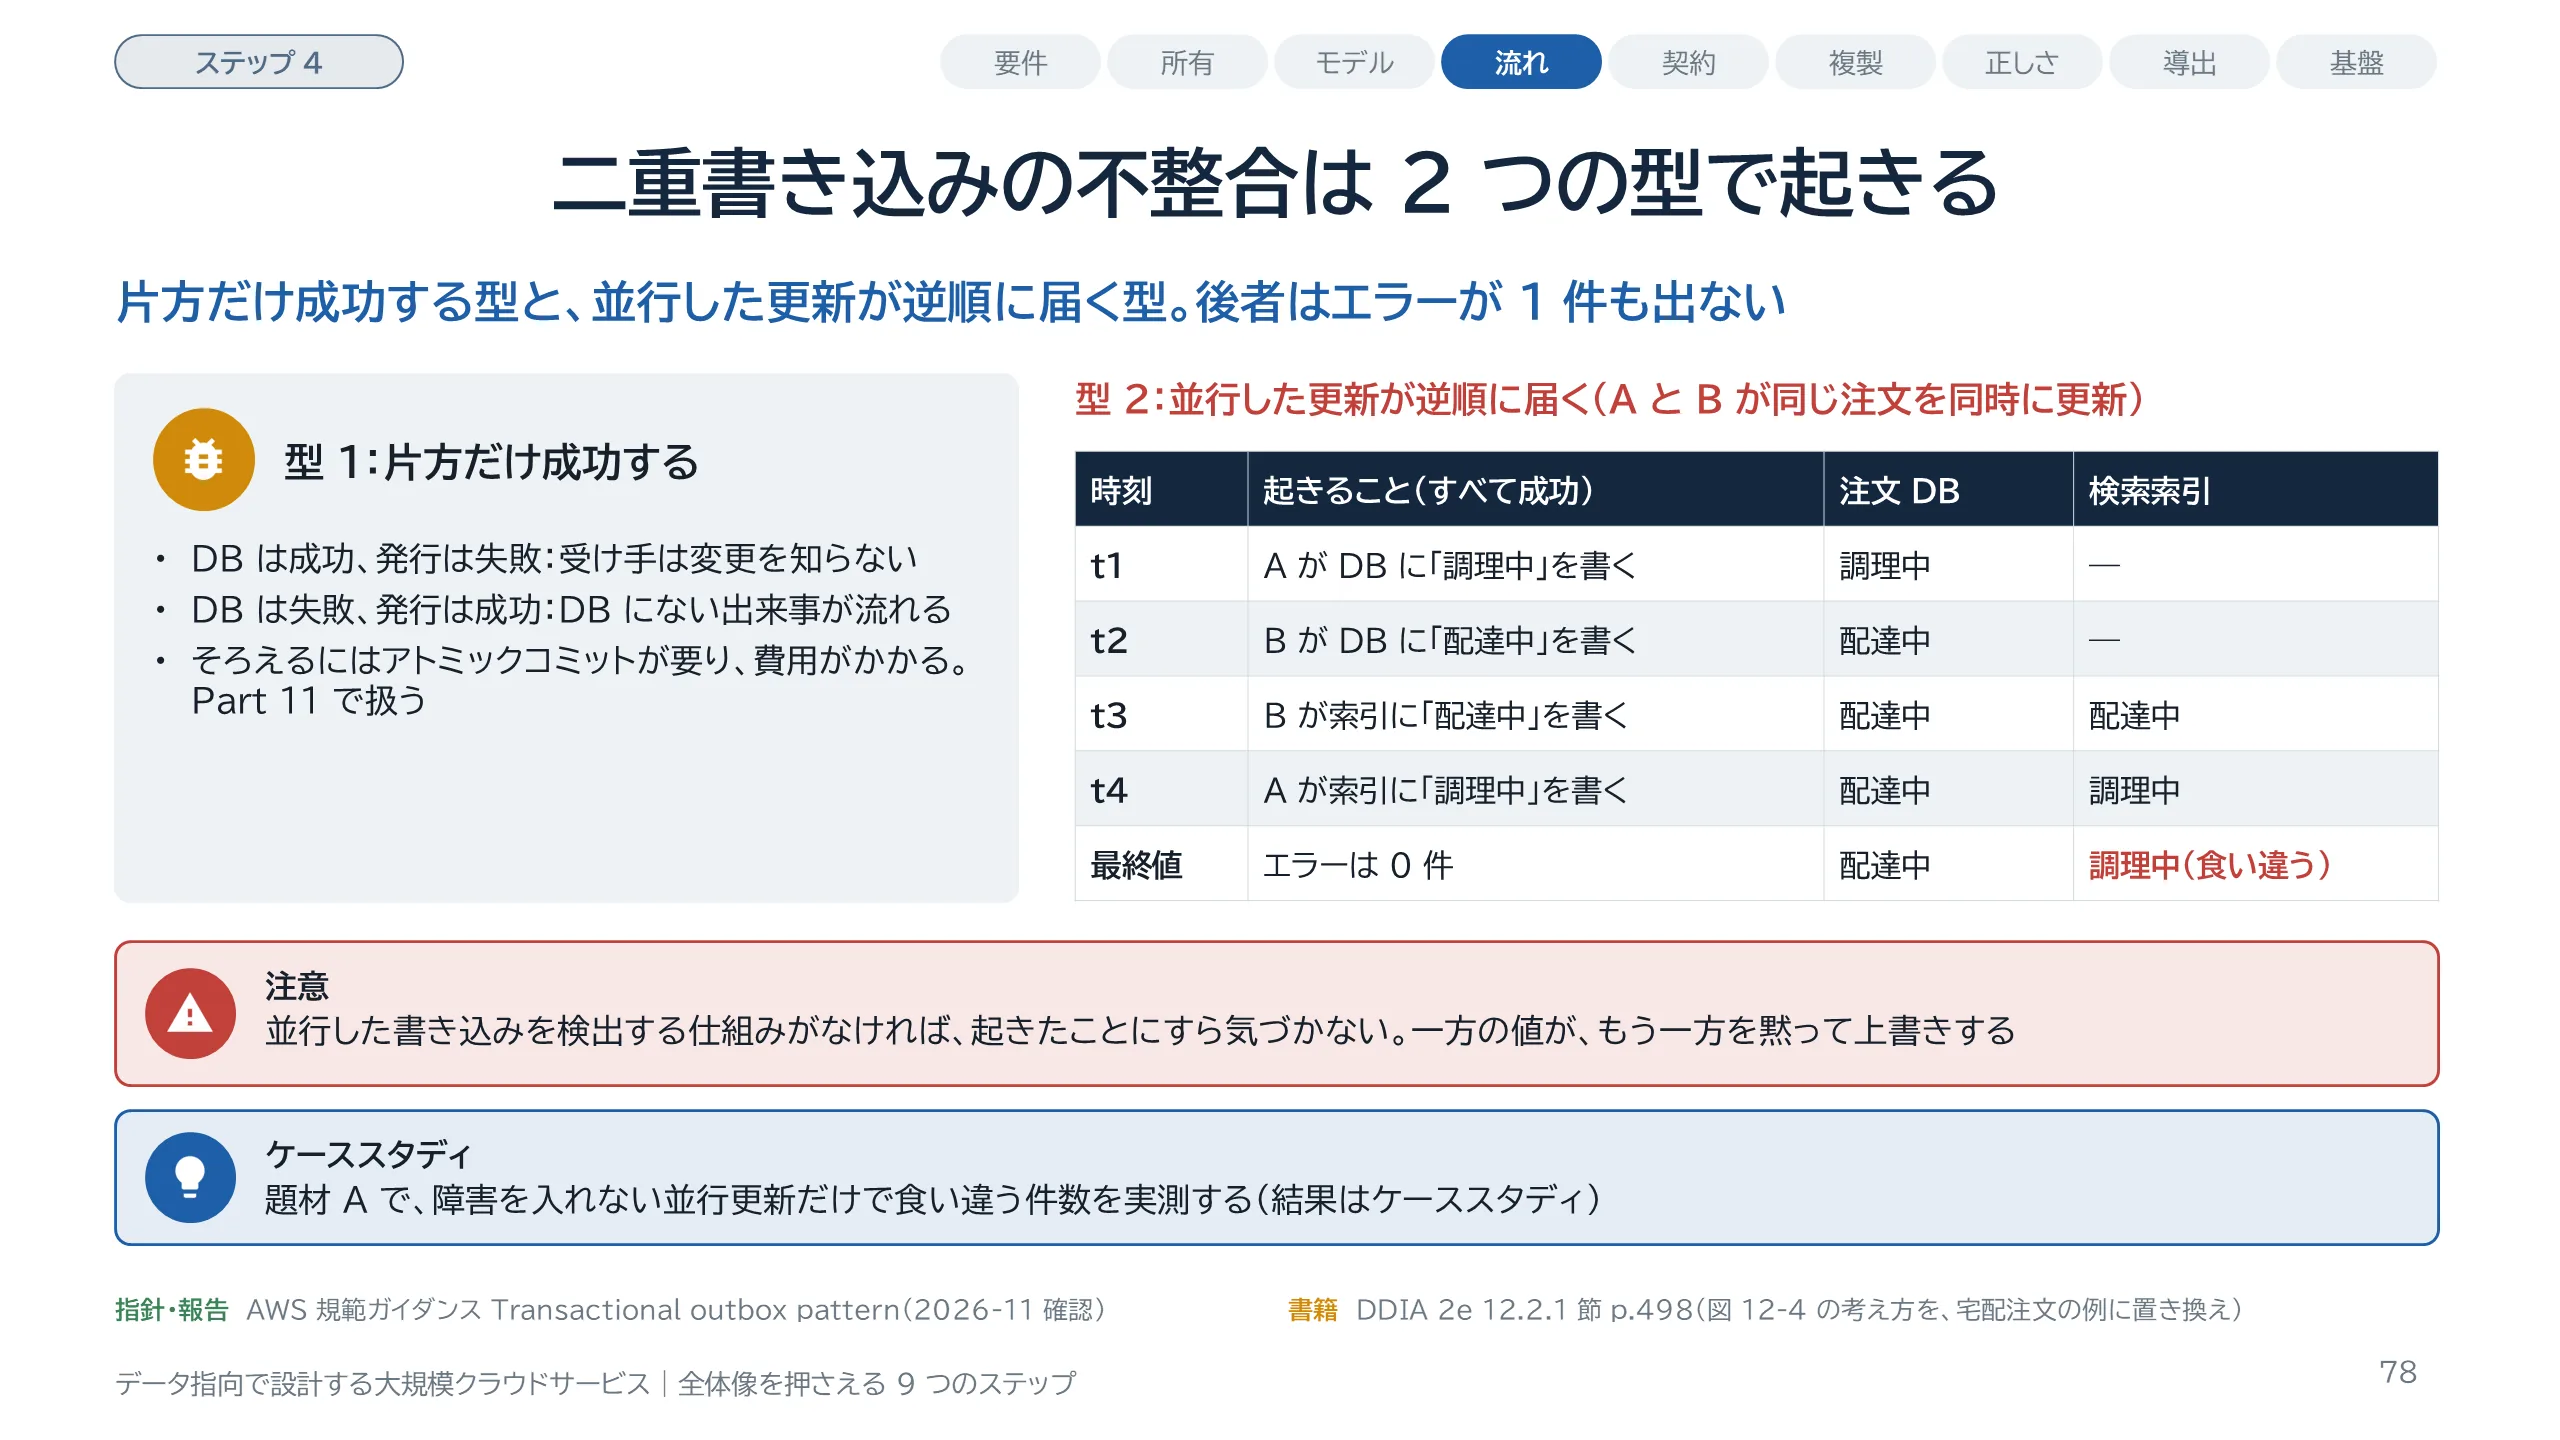 ステップ 4
要件 所有 モデル 流れ 契約 複製 正しさ 導出 基盤
二重書き込みの不整合は 2 つの型で起きる
片方だけ成功する型と、並行した更新が逆順に届く型。後者はエラーが 1 件も出ない
型 1：片方だけ成功する
・ DB は成功、発行は失敗：受け手は変更を知らない
・ DB は失敗、発行は成功：DB にない出来事が流れる
・ そろえるにはアトミックコミットが要り、費用がかかる。
Part 11 で扱う
型 2：並行した更新が逆順に届く（A と B が同じ注文を同時に更新）
時刻 起きること（すべて成功） 注文 DB 検索索引
t1 A が DB に「調理中」を書く 調理中 —
t2 B が DB に「配達中」を書く 配達中 —
t3 B が索引に「配達中」を書く 配達中 配達中
t4 A が索引に「調理中」を書く 配達中 調理中
最終値 エラーは 0 件 配達中 調理中（食い違う）
注意
並行した書き込みを検出する仕組みがなければ、起きたことにすら気づかない。一方の値が、もう一方を黙って上書きする
ケーススタディ
題材 A で、障害を入れない並行更新だけで食い違う件数を実測する（結果はケーススタディ）
指針・報告 AWS 規範ガイダンス Transactional outbox pattern（2026-11 確認）
書籍 DDIA 2e 12.2.1 節 p.498（図 12-4 の考え方を、宅配注文の例に置き換え）
データ指向で設計する大規模クラウドサービス｜全体像を押さえる 9 つのステップ
78